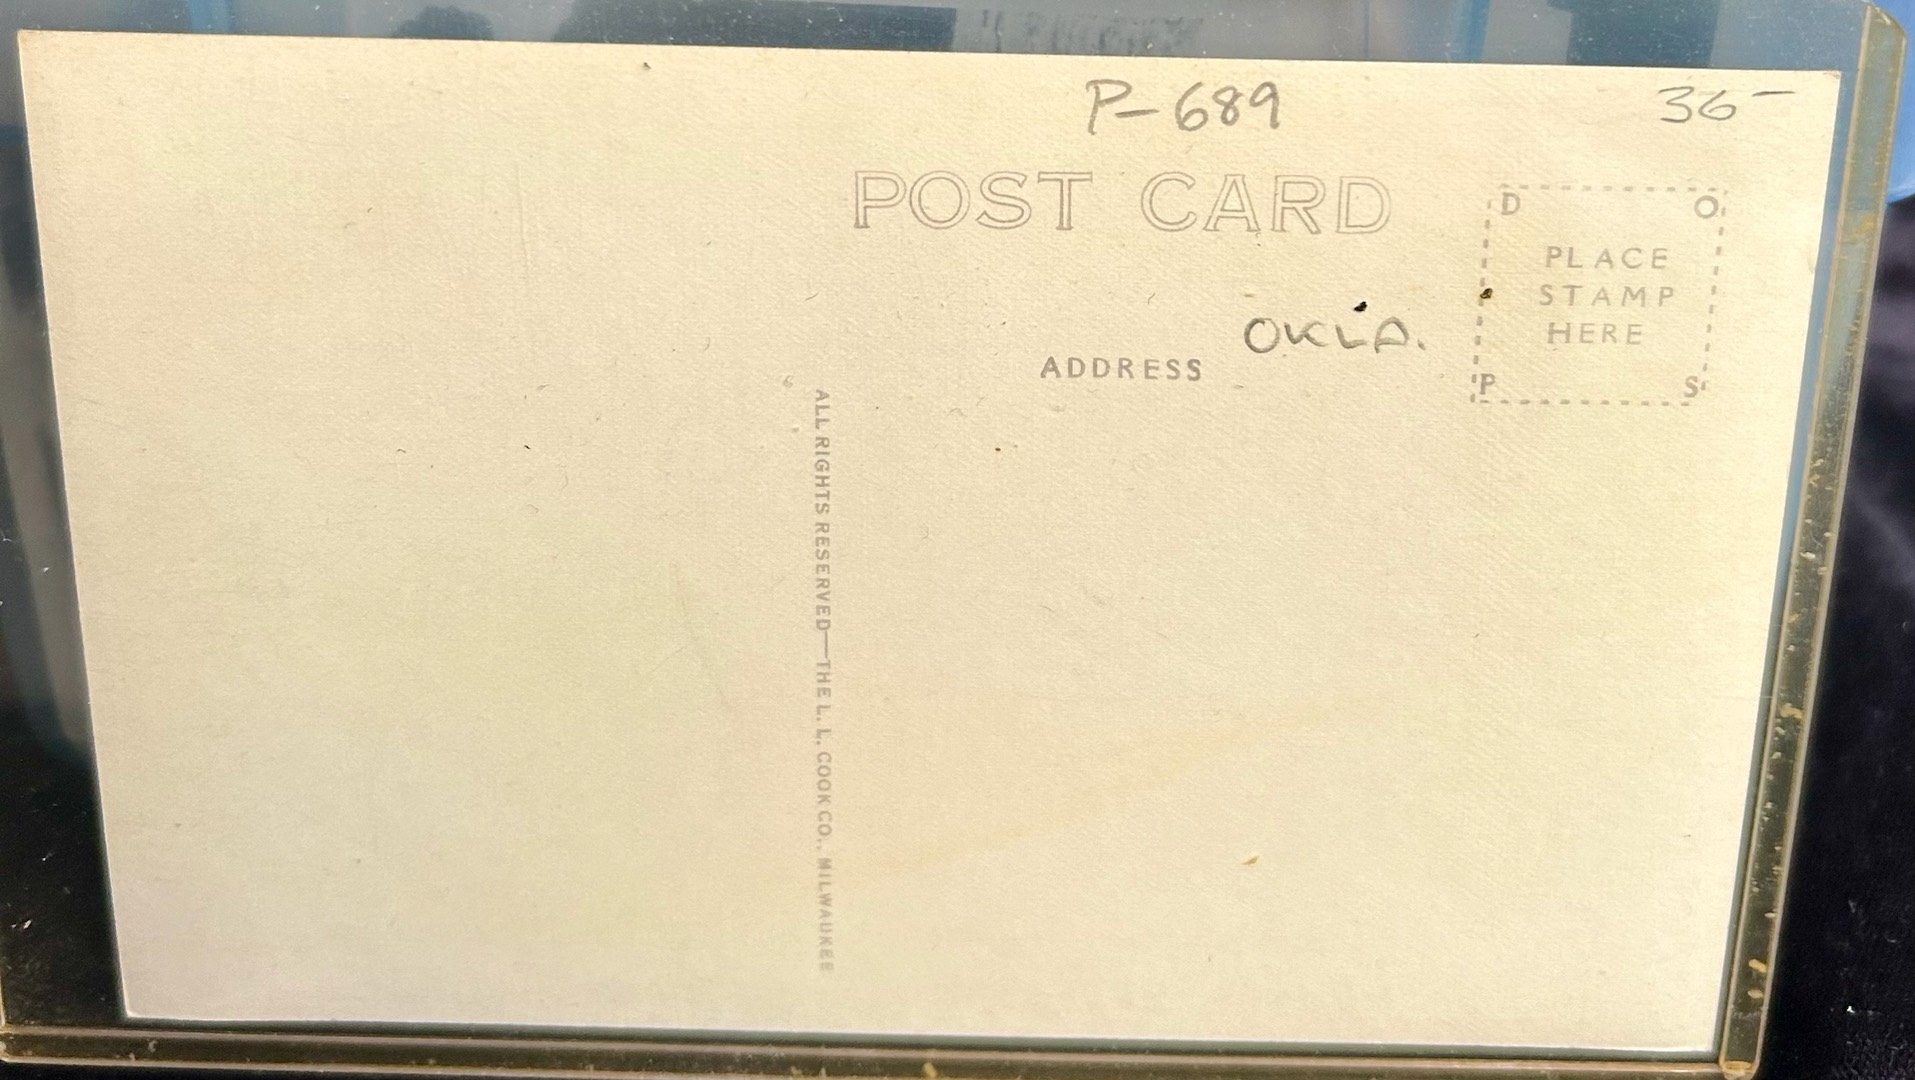 P-689
36-
POST CARD
D O
PLACE
STAMP
HERE
P S
OKLA.
ADDRESS
ALL RIGHTS RESERVED—THE L. L. COOK CO., MILWAUKEE